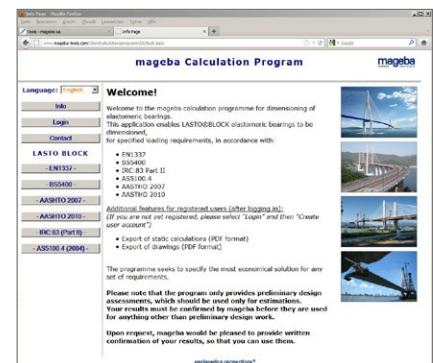 Info Page - Mozilla Firefox
Info Page
mageba Calculation Program
mageba
Language: English
Info
Login
Contact
LASTO BLOCK
- EN1337 -
- BS5400 -
- AASHTO 2007 -
- AASHTO 2010 -
- IRC:83 (Part II) -
- AS5100.4 (2004) -
Welcome!
Welcome to the mageba calculation programme for dimensioning of
elastomeric bearings.
This application enables LASTO®BLOCK elastomeric bearings to be
dimensioned,
for specified loading requirements, in accordance with:
• EN1337
• BS5400
• IRC:83 Part II
• AS5100.4
• AASTHO 2007
• AASTHO 2010
Additional features for registered users (after logging in):
(If you are not yet registered, please select "Login" and then "Create
user account")
• Export of static calculations (PDF format)
• Export of drawings (PDF format)
The programme seeks to specify the most economical solution for any
set of requirements.
Please note that the program only provides preliminary design
assessments, which should be used only for estimations.
Your results must be confirmed by mageba before they are used
for anything other than preliminary design work.
Upon request, mageba would be pleased to provide written
confirmation of your results, so that you can use them.